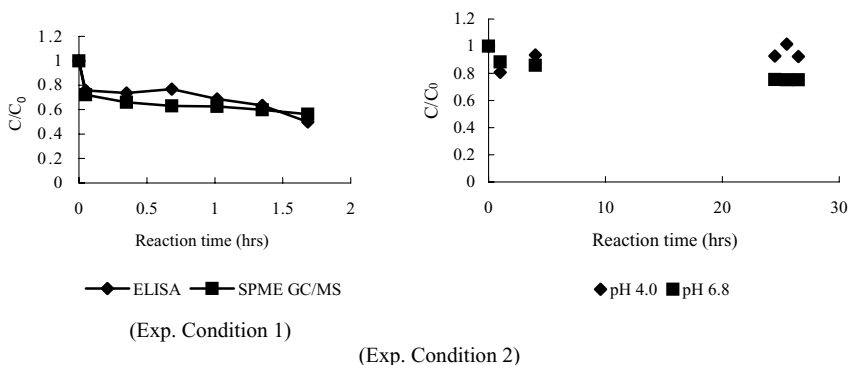 1.2
1
0.8
0.6
0.4
0.2
0
C/C0
0 0.5 1 1.5 2
Reaction time (hrs)
ELISA SPME GC/MS
(Exp. Condition 1)
1.2
1
0.8
0.6
0.4
0.2
0
C/C0
0 10 20 30
Reaction time (hrs)
pH 4.0 pH 6.8
(Exp. Condition 2)